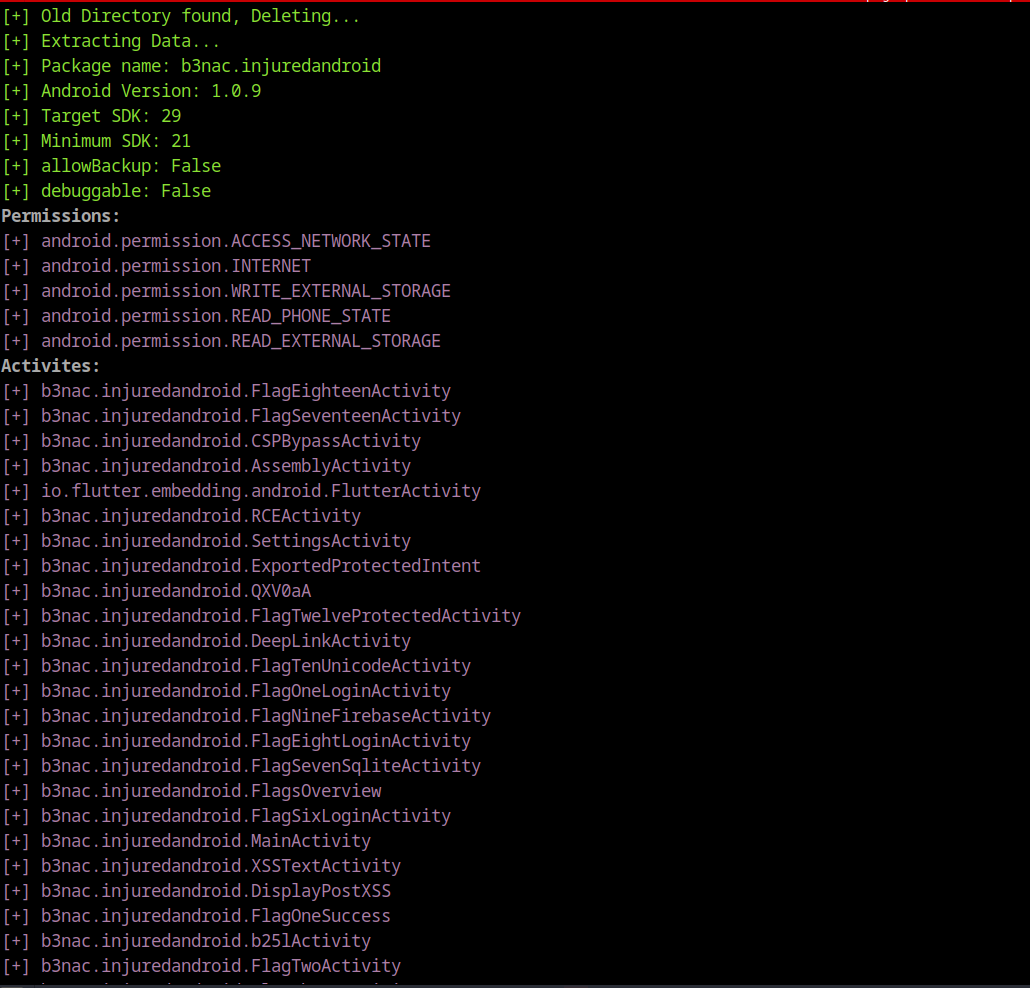 [+] Old Directory found, Deleting...
[+] Extracting Data...
[+] Package name: b3nac.injuredandroid
[+] Android Version: 1.0.9
[+] Target SDK: 29
[+] Minimum SDK: 21
[+] allowBackup: False
[+] debuggable: False
Permissions:
[+] android.permission.ACCESS_NETWORK_STATE
[+] android.permission.INTERNET
[+] android.permission.WRITE_EXTERNAL_STORAGE
[+] android.permission.READ_PHONE_STATE
[+] android.permission.READ_EXTERNAL_STORAGE
Activites:
[+] b3nac.injuredandroid.FlagEighteenActivity
[+] b3nac.injuredandroid.FlagSeventeenActivity
[+] b3nac.injuredandroid.CSPBypassActivity
[+] b3nac.injuredandroid.AssemblyActivity
[+] io.flutter.embedding.android.FlutterActivity
[+] b3nac.injuredandroid.RCEActivity
[+] b3nac.injuredandroid.SettingsActivity
[+] b3nac.injuredandroid.ExportedProtectedIntent
[+] b3nac.injuredandroid.QXV0aA
[+] b3nac.injuredandroid.FlagTwelveProtectedActivity
[+] b3nac.injuredandroid.DeepLinkActivity
[+] b3nac.injuredandroid.FlagTenUnicodeActivity
[+] b3nac.injuredandroid.FlagOneLoginActivity
[+] b3nac.injuredandroid.FlagNineFirebaseActivity
[+] b3nac.injuredandroid.FlagEightLoginActivity
[+] b3nac.injuredandroid.FlagSevenSqliteActivity
[+] b3nac.injuredandroid.FlagsOverview
[+] b3nac.injuredandroid.FlagSixLoginActivity
[+] b3nac.injuredandroid.MainActivity
[+] b3nac.injuredandroid.XSSTextActivity
[+] b3nac.injuredandroid.DisplayPostXSS
[+] b3nac.injuredandroid.FlagOneSuccess
[+] b3nac.injuredandroid.b25lActivity
[+] b3nac.injuredandroid.FlagTwoActivity